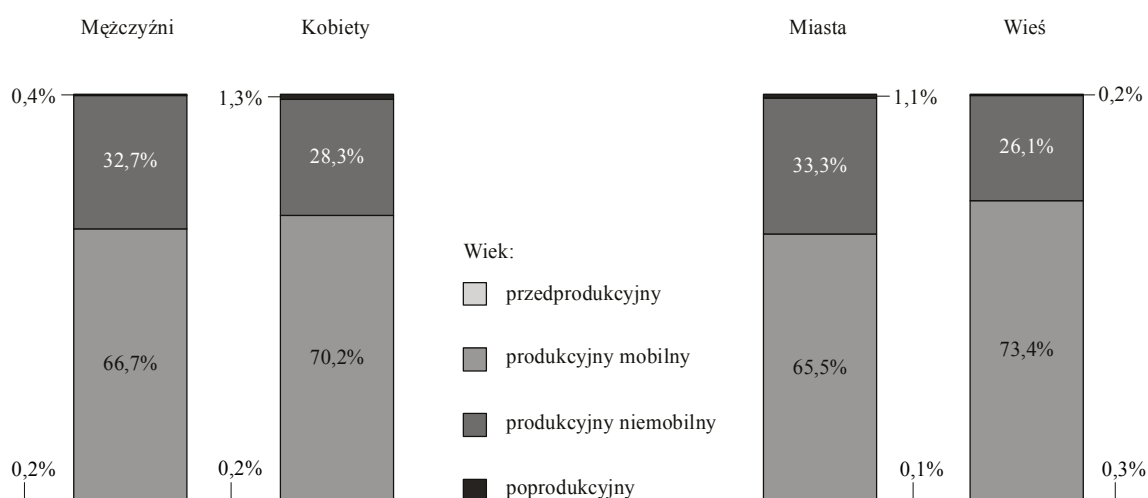 Mężczyźni Kobiety Miasta Wieś
0,4% 1,3% 1,1% 0,2%
32,7% 28,3% 33,3% 26,1%
Wiek:
przedprodukcyjny
produkcyjny mobilny
66,7% 70,2% 65,5% 73,4%
produkcyjny niemobilny
0,2% 0,2% 0,1% 0,3%
poprodukcyjny